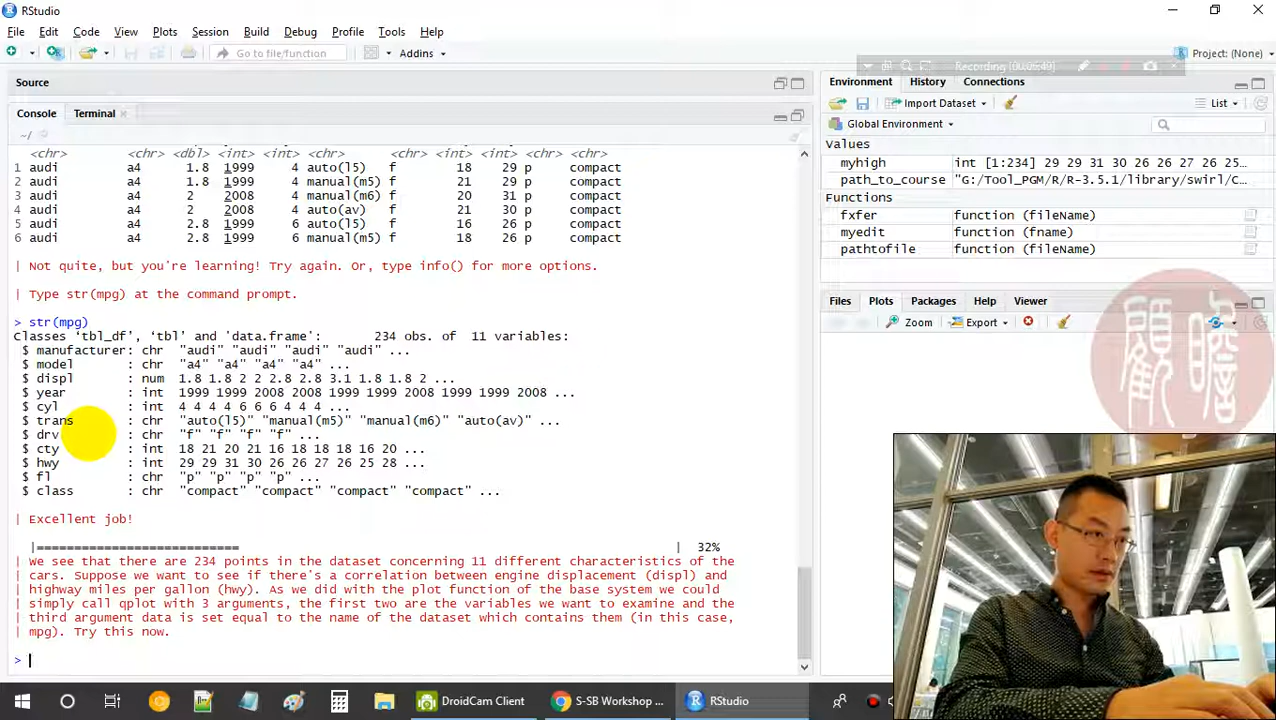 RStudio
File Edit Code View Plots Session Build Debug Profile Tools Help
Go to file/function
Addins
Project: (None)
Recording [00:06:49]
Source
Console Terminal
~/
<chr> <chr> <dbl> <int> <int> <chr> <chr> <int> <int> <chr> <chr>
1 audi a4 1.8 1999 4 auto(l5) f 18 29 p compact
2 audi a4 1.8 1999 4 manual(m5) f 21 29 p compact
3 audi a4 2 2008 4 manual(m6) f 20 31 p compact
4 audi a4 2 2008 4 auto(av) f 21 30 p compact
5 audi a4 2.8 1999 6 auto(l5) f 16 26 p compact
6 audi a4 2.8 1999 6 manual(m5) f 18 26 p compact
| Not quite, but you're learning! Try again. Or, type info() for more options.
| Type str(mpg) at the command prompt.
> str(mpg)
Classes ‘tbl_df’, ‘tbl’ and 'data.frame': 234 obs. of 11 variables:
$ manufacturer: chr "audi" "audi" "audi" "audi" ...
$ model : chr "a4" "a4" "a4" "a4" ...
$ displ : num 1.8 1.8 2 2 2.8 2.8 3.1 1.8 1.8 2 ...
$ year : int 1999 1999 2008 2008 1999 1999 2008 1999 1999 2008 ...
$ cyl : int 4 4 4 4 6 6 6 4 4 4 ...
$ trans : chr "auto(l5)" "manual(m5)" "manual(m6)" "auto(av)" ...
$ drv : chr "f" "f" "f" "f" ...
$ cty : int 18 21 20 21 16 18 18 18 16 20 ...
$ hwy : int 29 29 31 30 26 26 27 26 25 28 ...
$ fl : chr "p" "p" "p" "p" ...
$ class : chr "compact" "compact" "compact" "compact" ...
| Excellent job!
|=========================== | 32%
| We see that there are 234 points in the dataset concerning 11 different characteristics of the
| cars. Suppose we want to see if there's a correlation between engine displacement (displ) and
| highway miles per gallon (hwy). As we did with the plot function of the base system we could
| simply call qplot with 3 arguments, the first two are the variables we want to examine and the
| third argument data is set equal to the name of the dataset which contains them (in this case,
| mpg). Try this now.
>
Environment History Connections
Import Dataset List
Global Environment
Values
myhigh int [1:234] 29 29 31 30 26 26 27 26 25…
path_to_course "G:/Tool_PGM/R/R-3.5.1/library/swirl/C…
Functions
fxfer function (fileName)
myedit function (fname)
pathtofile function (fileName)
Files Plots Packages Help Viewer
Zoom Export
顧瞻
DroidCam Client
S-SB Workshop ...
RStudio